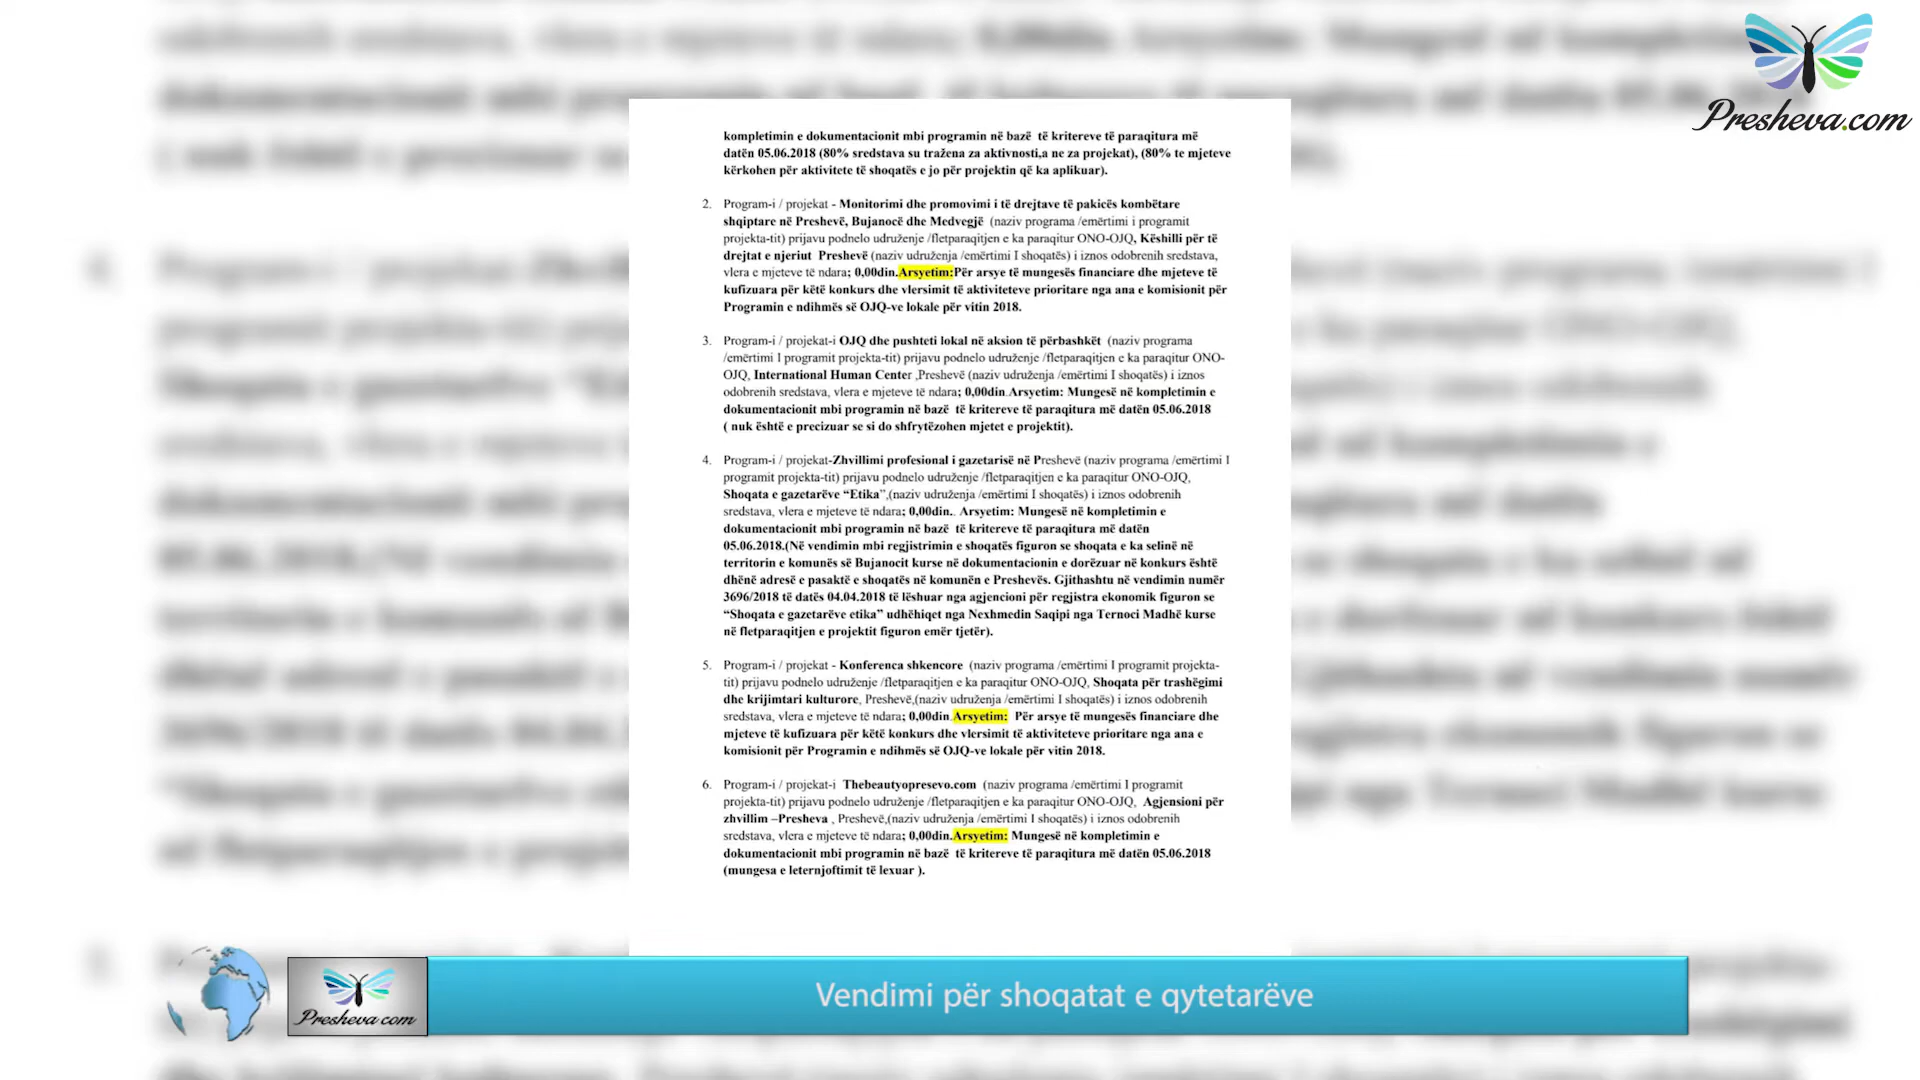 Presheva.com
kompletimin e dokumentacionit mbi programin në bazë të kritereve të paraqitura më
datën 05.06.2018 (80% sredstava su tražena za aktivnosti,a ne za projekat), (80% te mjeteve
kërkohen për aktivitete të shoqatës e jo për projektin që ka aplikuar).
2. Program-i / projekat - Monitorimi dhe promovimi i të drejtave të pakicës kombëtare
shqiptare në Preshevë, Bujanocë dhe Medvegjë (naziv programa /emërtimi i programit
projekta-tit) prijavu podnelo udruženje /fletparaqitjen e ka paraqitur ONO-OJQ, Këshilli për të
drejtat e njeriut Preshevë (naziv udruženja /emërtimi I shoqatës) i iznos odobrenih sredstava,
vlera e mjeteve të ndara; 0,00din.Arsyetim:Për arsye të mungesës financiare dhe mjeteve të
kufizuara për këtë konkurs dhe vlersimit të aktiviteteve prioritare nga ana e komisionit për
Programin e ndihmës së OJQ-ve lokale për vitin 2018.
3. Program-i / projekat-i OJQ dhe pushteti lokal në aksion të përbashkët (naziv programa
/emërtimi I programit projekta-tit) prijavu podnelo udruženje /fletparaqitjen e ka paraqitur ONO-
OJQ, International Human Center ,Preshevë (naziv udruženja /emërtimi I shoqatës) i iznos
odobrenih sredstava, vlera e mjeteve të ndara; 0,00din.Arsyetim: Mungesë në kompletimin e
dokumentacionit mbi programin në bazë të kritereve të paraqitura më datën 05.06.2018
( nuk është e precizuar se si do shfrytëzohen mjetet e projektit).
4. Program-i / projekat-Zhvillimi profesional i gazetarisë në Preshevë (naziv programa /emërtimi I
programit projekta-tit) prijavu podnelo udruženje /fletparaqitjen e ka paraqitur ONO-OJQ,
Shoqata e gazetarëve “Etika”,(naziv udruženja /emërtimi I shoqatës) i iznos odobrenih
sredstava, vlera e mjeteve të ndara; 0,00din.. Arsyetim: Mungesë në kompletimin e
dokumentacionit mbi programin në bazë të kritereve të paraqitura më datën
05.06.2018.(Në vendimin mbi regjistrimin e shoqatës figuron se shoqata e ka selinë në
territorin e komunës së Bujanocit kurse në dokumentacionin e dorëzuar në konkurs është
dhënë adresë e pasaktë e shoqatës në komunën e Preshevës. Gjithashtu në vendimin numër
3696/2018 të datës 04.04.2018 të lëshuar nga agjencioni për regjistra ekonomik figuron se
“Shoqata e gazetarëve etika” udhëhiqet nga Nexhmedin Saqipi nga Ternoci Madhë kurse
në fletparaqitjen e projektit figuron emër tjetër).
5. Program-i / projekat - Konferenca shkencore (naziv programa /emërtimi I programit projekta-
tit) prijavu podnelo udruženje /fletparaqitjen e ka paraqitur ONO-OJQ, Shoqata për trashëgimi
dhe krijimtari kulturore, Preshevë,(naziv udruženja /emërtimi I shoqatës) i iznos odobrenih
sredstava, vlera e mjeteve të ndara; 0,00din.Arsyetim: Për arsye të mungesës financiare dhe
mjeteve të kufizuara për këtë konkurs dhe vlersimit të aktiviteteve prioritare nga ana e
komisionit për Programin e ndihmës së OJQ-ve lokale për vitin 2018.
6. Program-i / projekat-i Thebeautyopresevo.com (naziv programa /emërtimi I programit
projekta-tit) prijavu podnelo udruženje /fletparaqitjen e ka paraqitur ONO-OJQ, Agjensioni për
zhvillim –Presheva , Preshevë,(naziv udruženja /emërtimi I shoqatës) i iznos odobrenih
sredstava, vlera e mjeteve të ndara; 0,00din.Arsyetim: Mungesë në kompletimin e
dokumentacionit mbi programin në bazë të kritereve të paraqitura më datën 05.06.2018
(mungesa e leternjoftimit të lexuar ).
Presheva.com
Vendimi për shoqatat e qytetarëve